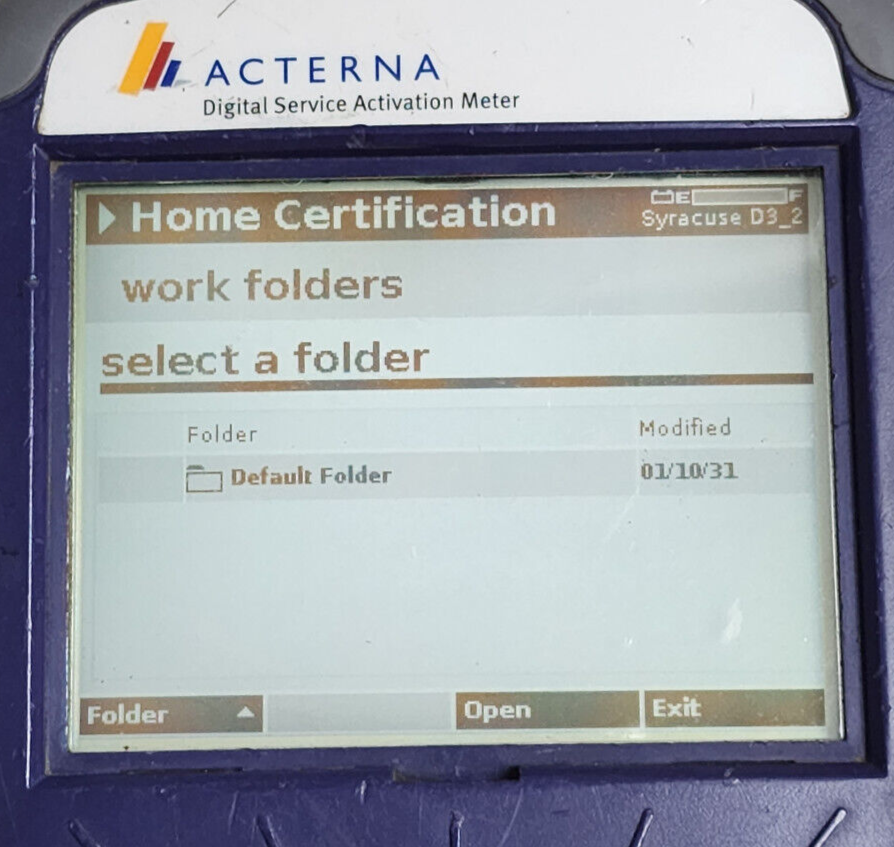 ACTERNA
Digital Service Activation Meter
Home Certification
E F
Syracuse D3_2
work folders
select a folder
Folder Modified
Default Folder 01/10/31
Folder Open Exit